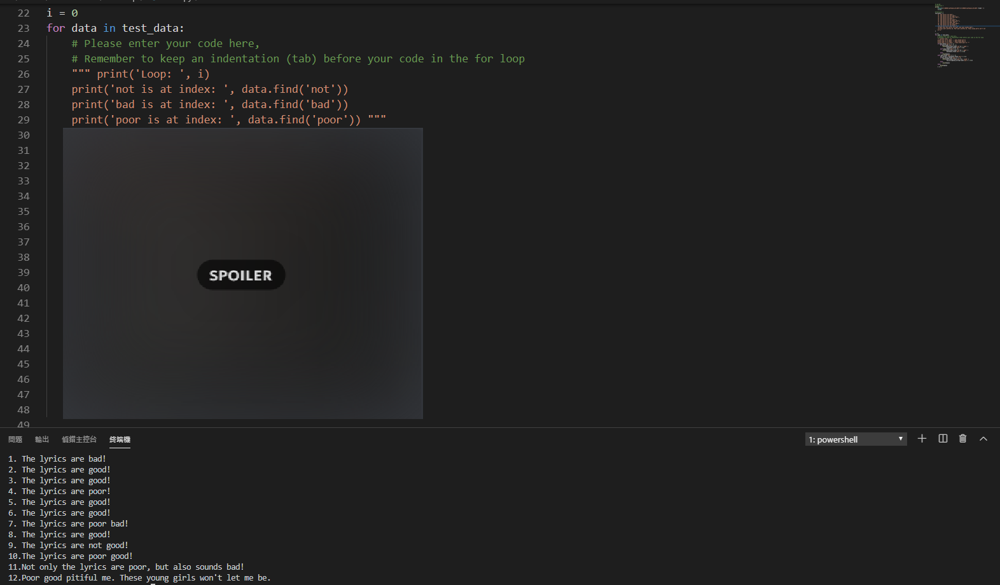 22 i = 0
23 for data in test_data:
24 # Please enter your code here,
25 # Remember to keep an indentation (tab) before your code in the for loop
26 """ print('Loop: ', i)
27 print('not is at index: ', data.find('not'))
28 print('bad is at index: ', data.find('bad'))
29 print('poor is at index: ', data.find('poor')) """
30
31
32
33
34
35
36
37
38
39
SPOILER
40
41
42
43
44
45
46
47
48
49
問題 輸出 偵錯主控台 終端機 1: powershell
1. The lyrics are bad!
2. The lyrics are good!
3. The lyrics are good!
4. The lyrics are poor!
5. The lyrics are good!
6. The lyrics are good!
7. The lyrics are poor bad!
8. The lyrics are good!
9. The lyrics are not good!
10.The lyrics are poor good!
11.Not only the lyrics are poor, but also sounds bad!
12.Poor good pitiful me. These young girls won't let me be.